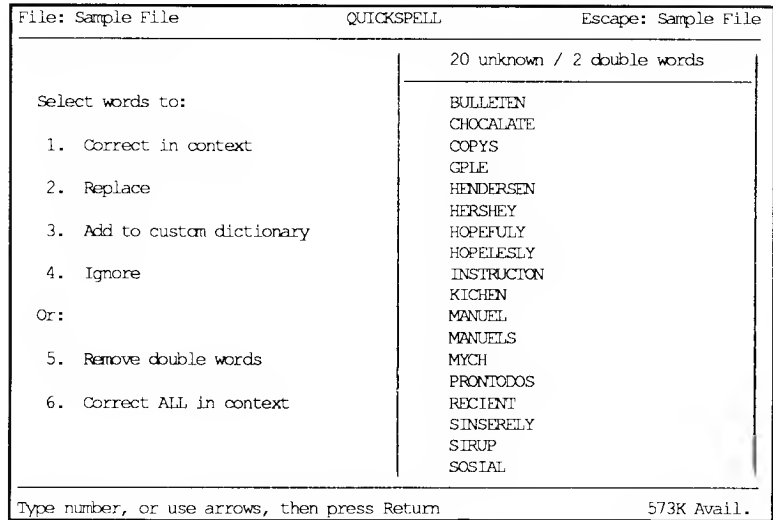 File: Sample File QUICKSPELL Escape: Sample File
20 unknown / 2 double words
Select words to:
1. Correct in context
2. Replace
3. Add to custom dictionary
4. Ignore
Or:
5. Remove double words
6. Correct ALL in context
BULLETEN
CHOCALATE
COPYS
GPLE
HENDERSEN
HERSHEY
HOPEFULY
HOPELESLY
INSTRUCTON
KICHEN
MANUEL
MANUELS
MYCH
PRONTODOS
RECIENT
SINSERELY
SIRUP
SOSIAL
Type number, or use arrows, then press Return 573K Avail.